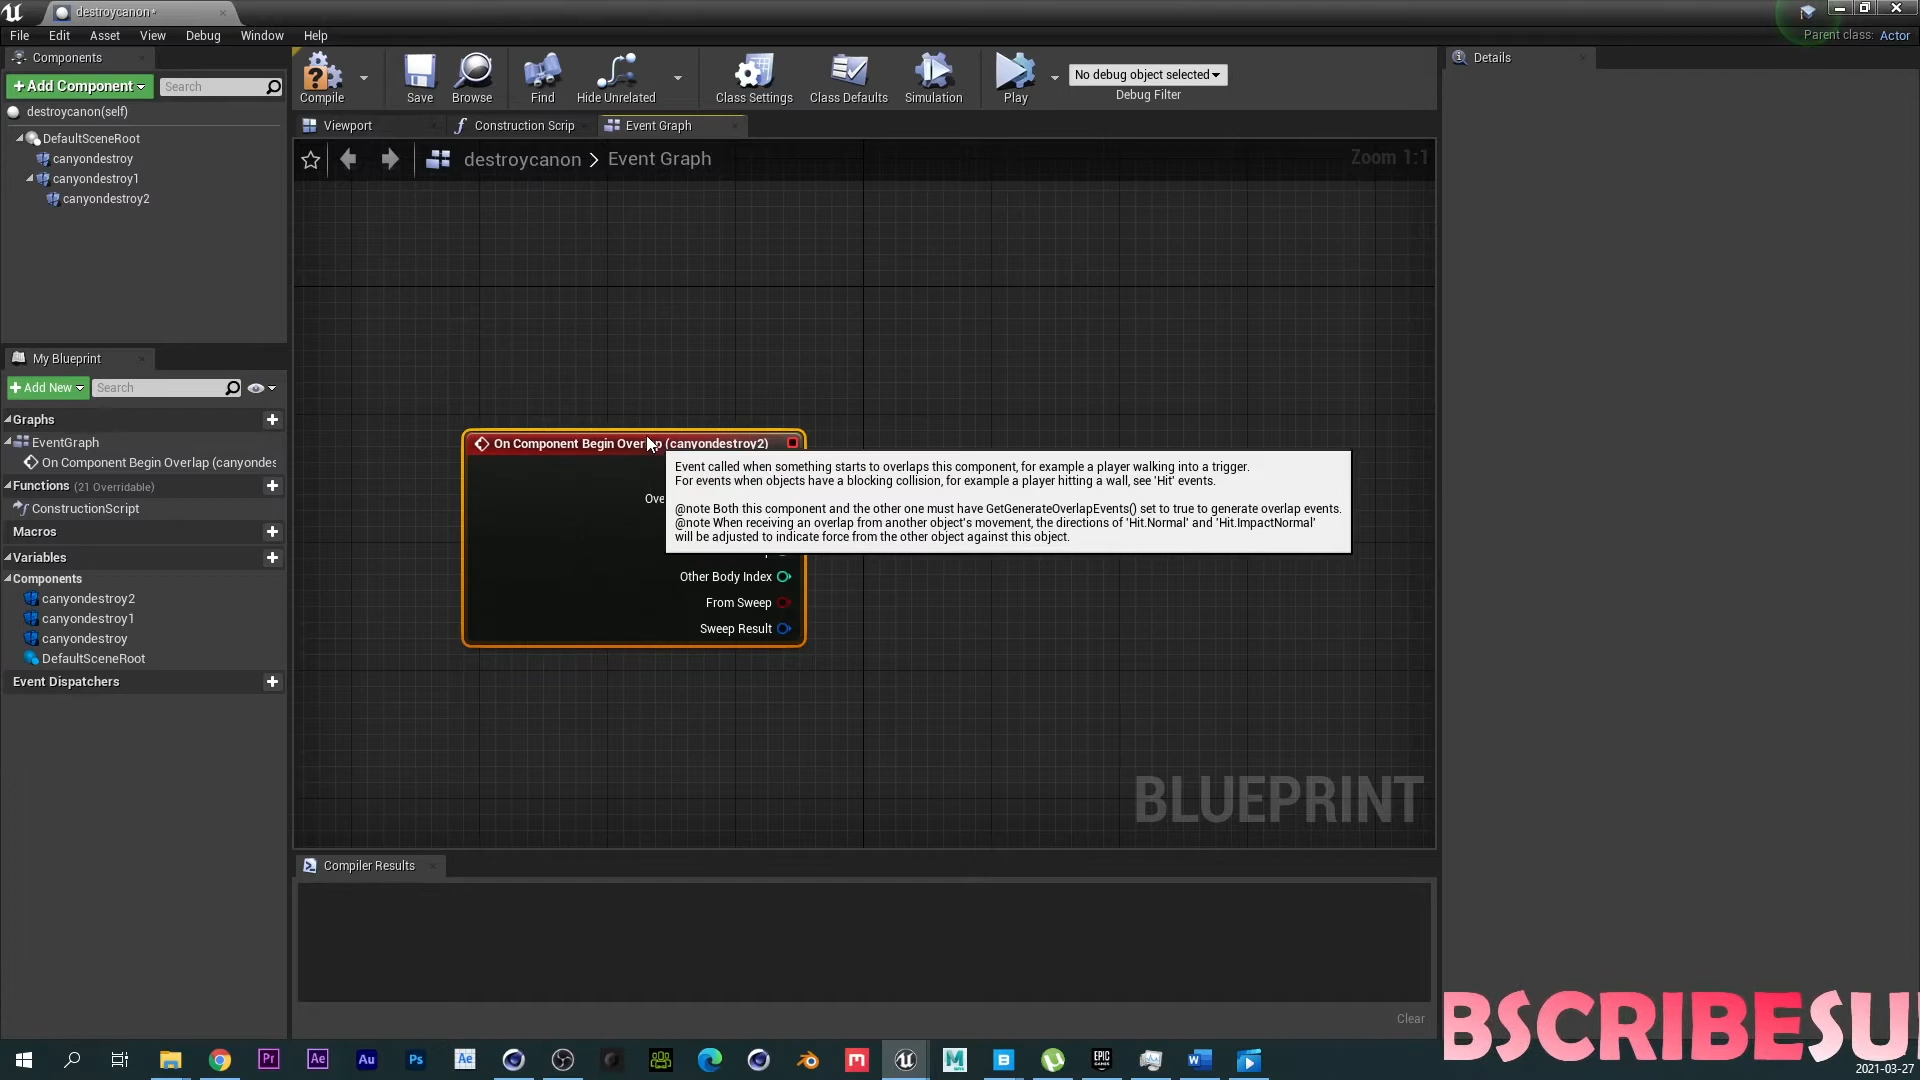 destroycanon*
File Edit Asset View Debug Window Help
Parent class: Actor
Components
+Add Component
Search
destroycanon(self)
DefaultSceneRoot
canyondestroy
canyondestroy1
canyondestroy2
Compile
Save
Browse
Find
Hide Unrelated
Class Settings
Class Defaults
Simulation
Play
No debug object selected
Debug Filter
Details
Viewport
Construction Scrip
Event Graph
destroycanon > Event Graph
Zoom 1:1
My Blueprint
+Add New
Search
Graphs
EventGraph
On Component Begin Overlap (canyondes
Functions (21 Overridable)
ConstructionScript
Macros
Variables
Components
canyondestroy2
canyondestroy1
canyondestroy
DefaultSceneRoot
Event Dispatchers
On Component Begin Over p (canyondestroy2)
Ove
Event called when something starts to overlaps this component, for example a player walking into a trigger.
For events when objects have a blocking collision, for example a player hitting a wall, see 'Hit' events.
@note Both this component and the other one must have GetGenerateOverlapEvents() set to true to generate overlap events.
@note When receiving an overlap from another object's movement, the directions of 'Hit.Normal' and 'Hit.ImpactNormal'
will be adjusted to indicate force from the other object against this object.
Other Body Index
From Sweep
Sweep Result
BLUEPRINT
Compiler Results
Clear
BSCRIBESU
Pr Ae Au Ps Ae
EPIC GAMES
2021-03-27